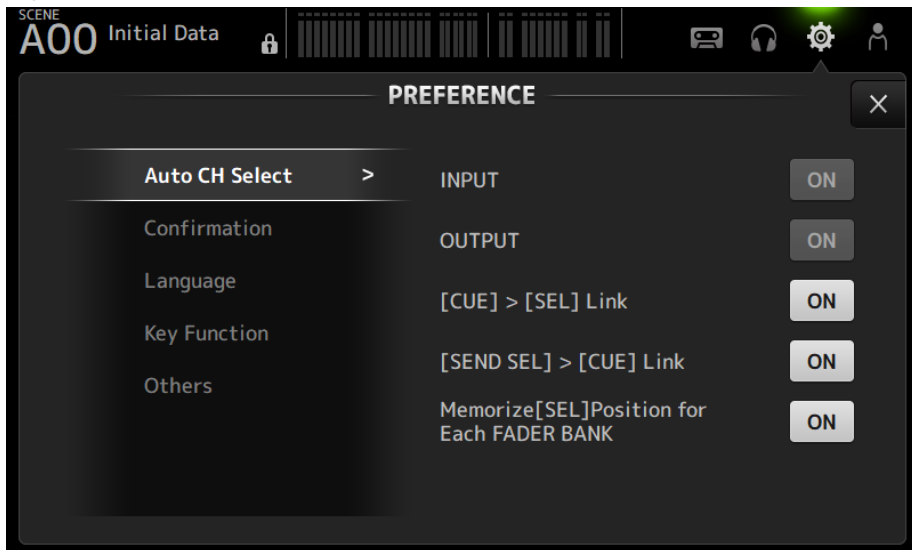 SCENE
A00 Initial Data
PREFERENCE
Auto CH Select >
INPUT ON
Confirmation
OUTPUT ON
Language
[CUE] > [SEL] Link ON
Key Function
[SEND SEL] > [CUE] Link ON
Others
Memorize[SEL]Position for
Each FADER BANK ON